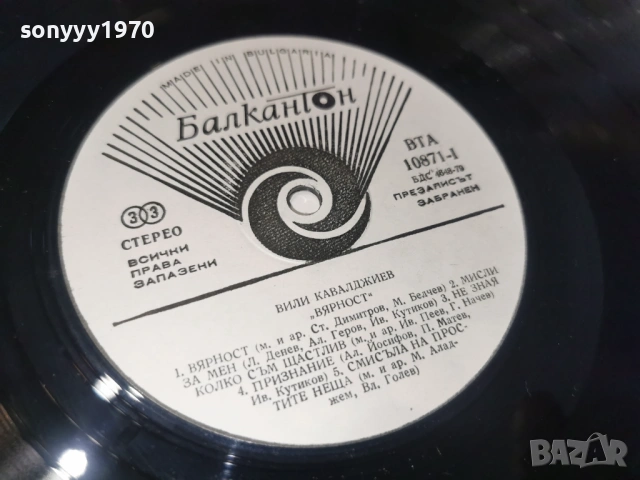 sonyyy1970
MADE IN BULGARIA
Балкантон
ВТА
10871-I
БДС 4648-79
ПРЕЗАПИСЪТ
ЗАБРАНЕН
33
СТЕРЕО
ВСИЧКИ
ПРАВА
ЗАПАЗЕНИ
ВИЛИ КАВАЛДЖИЕВ
„ВЯРНОСТ“
1. ВЯРНОСТ (м. и ар. Ст. Димитров, М. Белчев) 2. МИСЛИ
ЗА МЕН (Л. Денев, Ал. Геров, Ив. Кутиков) 3. НЕ ЗНАЯ
КОЛКО СЪМ ЩАСТЛИВ (м. и ар. Ив. Пеев, Г. Начев)
4. ПРИЗНАНИЕ (Ал. Йосифов, П. Матев,
Ив. Кутиков) 5. СМИСЪЛА НА ПРОС-
ТИТЕ НЕЩА (м. и ар. М. Алад-
жем, Вл. Голев)
BAZAR